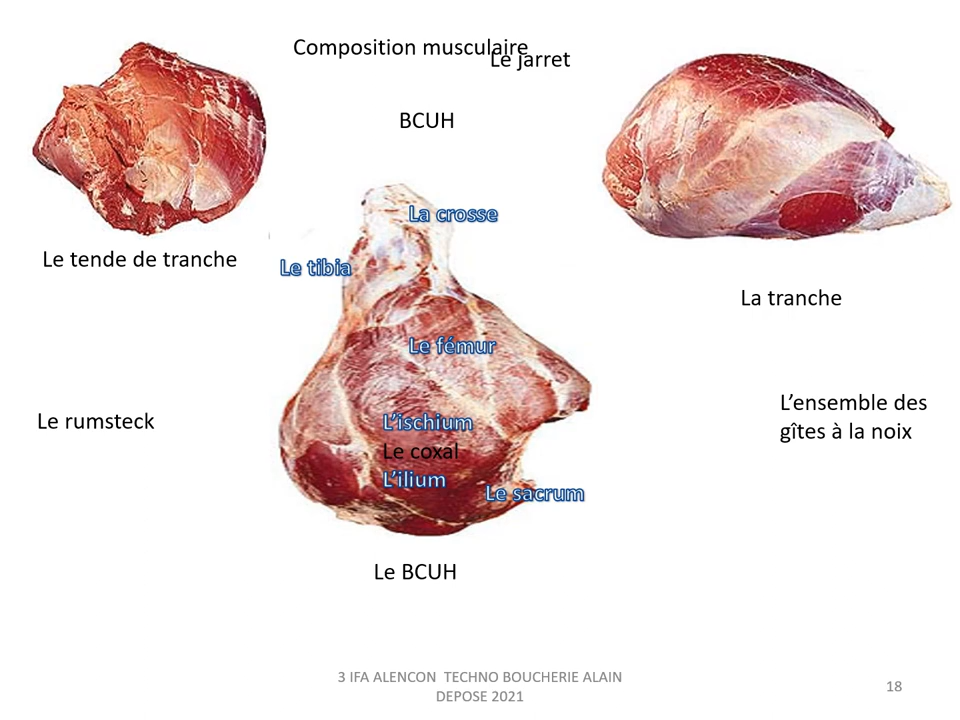 Composition musculaire
Le jarret
BCUH
La crosse
Le tende de tranche
Le tibia
La tranche
Le fémur
L'ensemble des
gîtes à la noix
Le rumsteck
L'ischium
Le coxal
L'ilium
Le sacrum
Le BCUH
3 IFA ALENCON  TECHNO BOUCHERIE ALAIN
DEPOSE 2021
18